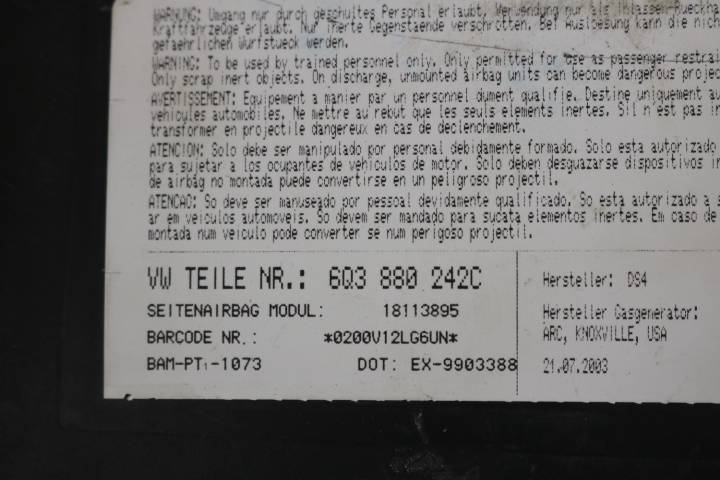 WARNUNG: Umgang nur durch geschultes Personal erlaubt. Verwendung nur als Insassen-Rueckha
Kraftfahrzeuge erlaubt. Nur inerte Gegenstaende verschrotten. Bei Ausloesung kann die nich
gefaehrlichen Wurfstueck werden.
WARNING: To be used by trained personnel only. Only permitted for use as passenger restrai
Only scrap inert objects. On discharge, unmounted airbag units can become dangerous projec
AVERTISSEMENT: Equipement a manier par un personnel dument qualifie. Destine uniquement au
vehicules automobiles. Ne mettre au rebut que les seuls elements inertes. S'il n'est pas in
transformer en projectile dangereux en cas de declenchement.
ATENCION: Solo debe ser manipulado por personal debidamente formado. Solo esta autorizado
para sujetar a los ocupantes de vehiculos de motor. Solo deben desguazarse dispositivos in
de airbag no montada puede convertirse en un peligroso projectil.
ATENCAO: So deve ser manuseado por pessoal devidamente qualificado. So esta autorizado a s
ar em veiculos automoveis. So devem ser mandado para sucata elementos inertes. Em caso de
montada num veiculo pode converter se num perigoso projectil.
VW TEILE NR.: 6Q3 880 242C
SEITENAIRBAG MODUL: 18113895
BARCODE NR.: *0200V12LG6UN*
BAM-PT1-1073 DOT: EX-9903388
Hersteller: DS4
Hersteller Gasgenerator:
ARC, KNOXVILLE, USA
21.07.2003